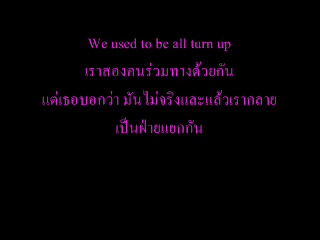 We used to be all turn up
เราสองคนร่วมทางด้วยกัน
แต่เธอบอกว่า มันไม่จริงและแล้วเรากลาย
เป็นฝ่ายแยกกัน